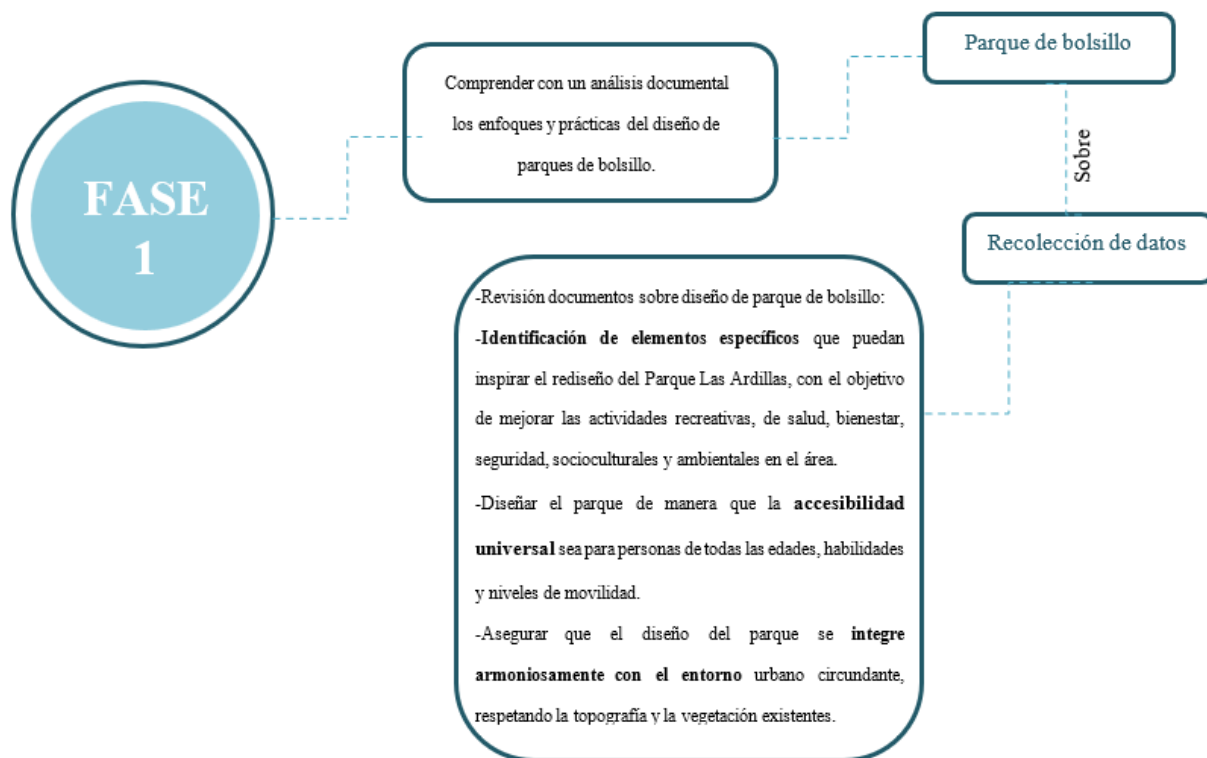 FASE
1
Comprender con un análisis documental
los enfoques y prácticas del diseño de
parques de bolsillo.
Parque de bolsillo
Sobre
Recolección de datos
-Revisión documentos sobre diseño de parque de bolsillo:
-Identificación de elementos específicos que puedan
inspirar el rediseño del Parque Las Ardillas, con el objetivo
de mejorar las actividades recreativas, de salud, bienestar,
seguridad, socioculturales y ambientales en el área.
-Diseñar el parque de manera que la accesibilidad
universal sea para personas de todas las edades, habilidades
y niveles de movilidad.
-Asegurar que el diseño del parque se integre
armoniosamente con el entorno urbano circundante,
respetando la topografía y la vegetación existentes.